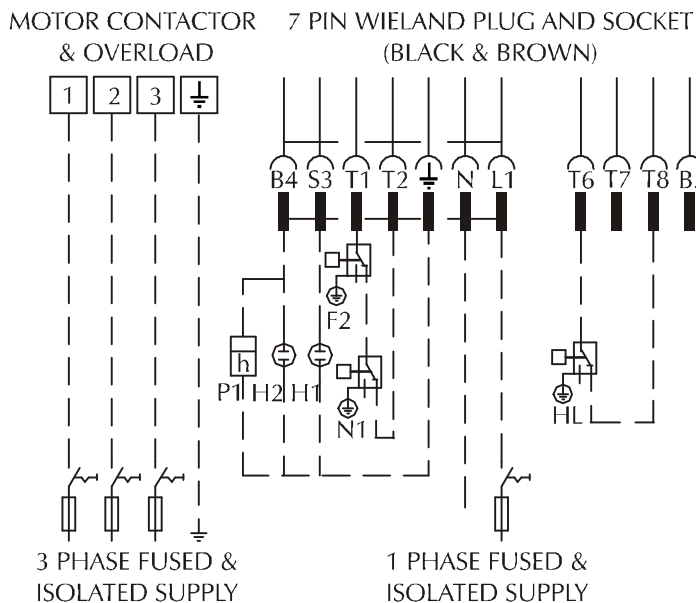 MOTOR CONTACTOR
& OVERLOAD
7 PIN WIELAND PLUG AND SOCKET
(BLACK & BROWN)
1 2 3
B4 S3 T1 T2 N L1 T6 T7 T8 B.
F2
h
P1 H2 H1
N1
HL
3 PHASE FUSED &
ISOLATED SUPPLY
1 PHASE FUSED &
ISOLATED SUPPLY